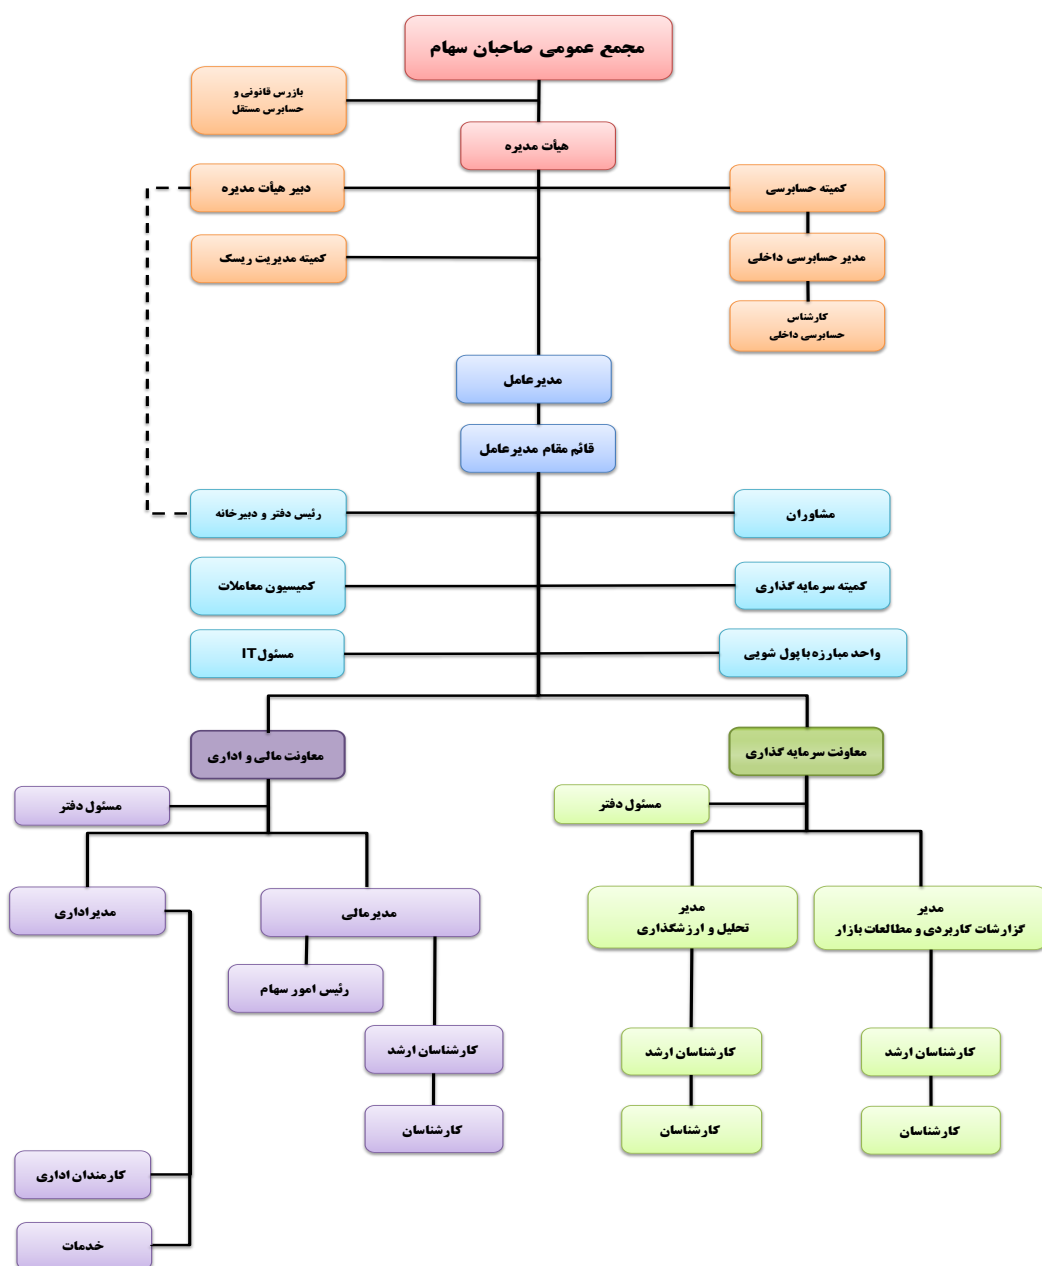 مجمع عمومی صاحبان سهام
بازرس قانونی و
حسابرس مستقل
هیأت مدیره
کمیته حسابرسی
دبیر هیأت مدیره
مدیر حسابرسی داخلی
کمیته مدیریت ریسک
کارشناس
حسابرسی داخلی
مدیرعامل
قائم مقام مدیرعامل
مشاوران
رئیس دفتر و دبیرخانه
کمیته سرمایه گذاری
کمیسیون معاملات
واحد مبارزه با پول شویی
مسئول IT
معاونت سرمایه گذاری
معاونت مالی و اداری
مسئول دفتر
مسئول دفتر
مدیر
گزارشات کاربردی و مطالعات بازار
مدیر
تحلیل و ارزشگذاری
مدیرمالی
مدیراداری
رئیس امور سهام
کارشناسان ارشد
کارشناسان ارشد
کارشناسان ارشد
کارشناسان
کارشناسان
کارشناسان
کارمندان اداری
خدمات